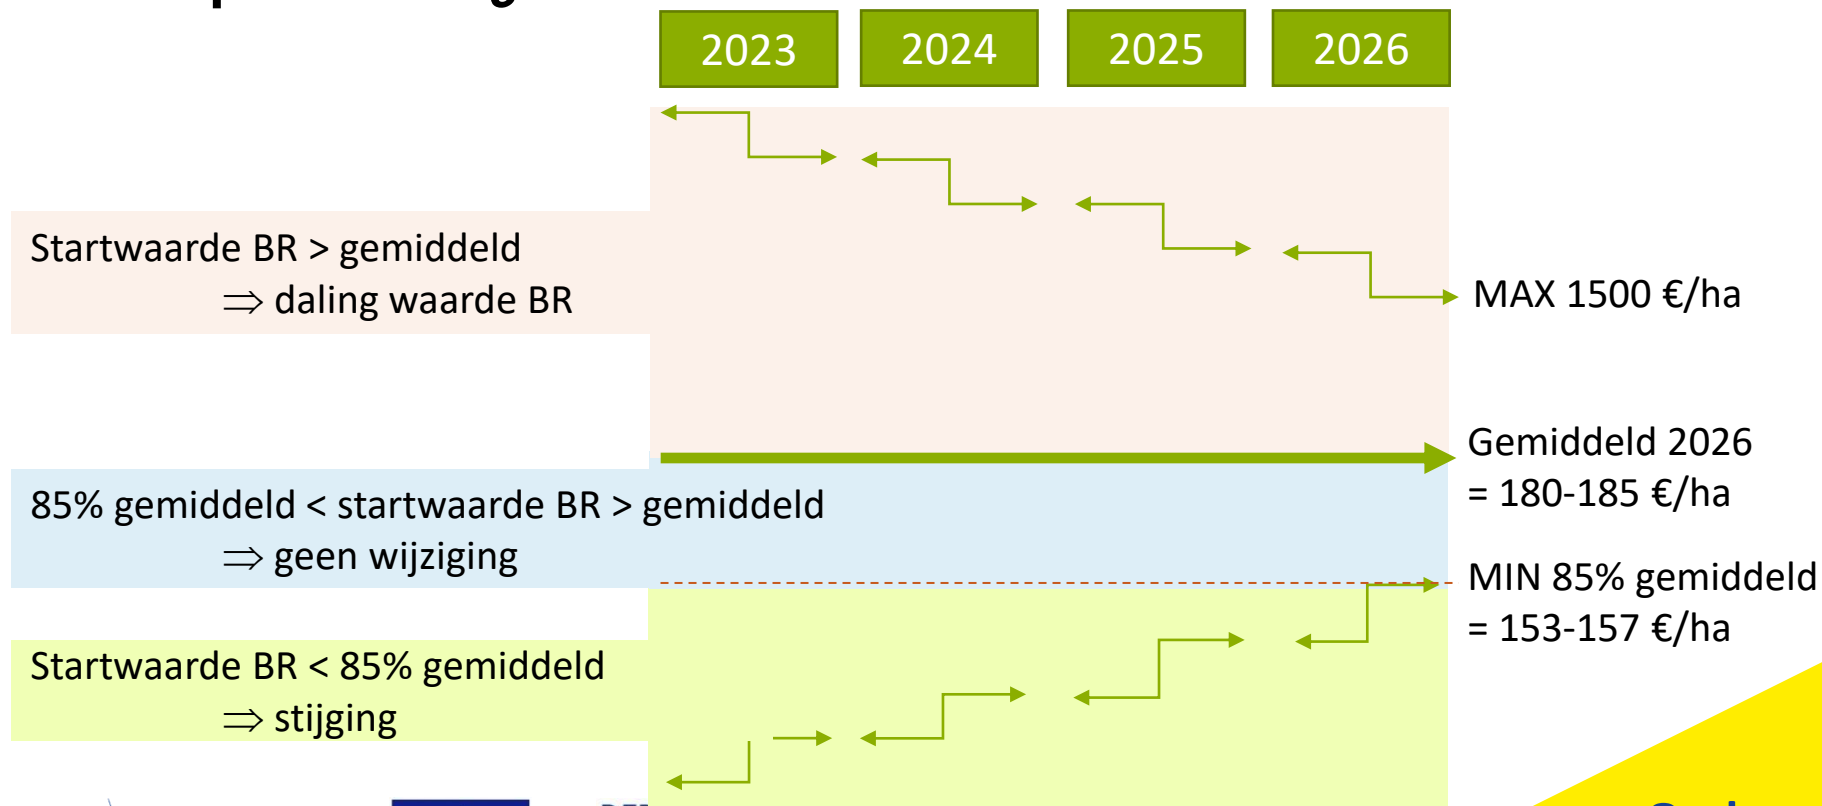 2023 2024 2025 2026
Startwaarde BR > gemiddeld
⇒ daling waarde BR
MAX 1500 €/ha
Gemiddeld 2026
= 180-185 €/ha
85% gemiddeld < startwaarde BR > gemiddeld
⇒ geen wijziging
MIN 85% gemiddeld
= 153-157 €/ha
Startwaarde BR < 85% gemiddeld
⇒ stijging